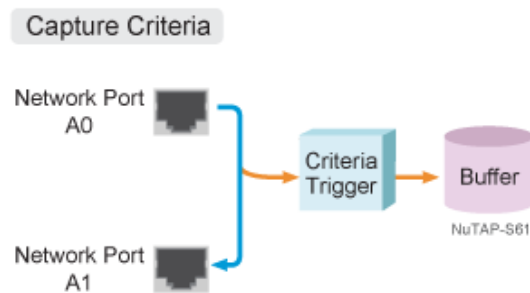 Capture Criteria
Network Port
A0
Criteria
Trigger
Buffer
NuTAP-S61
Network Port
A1